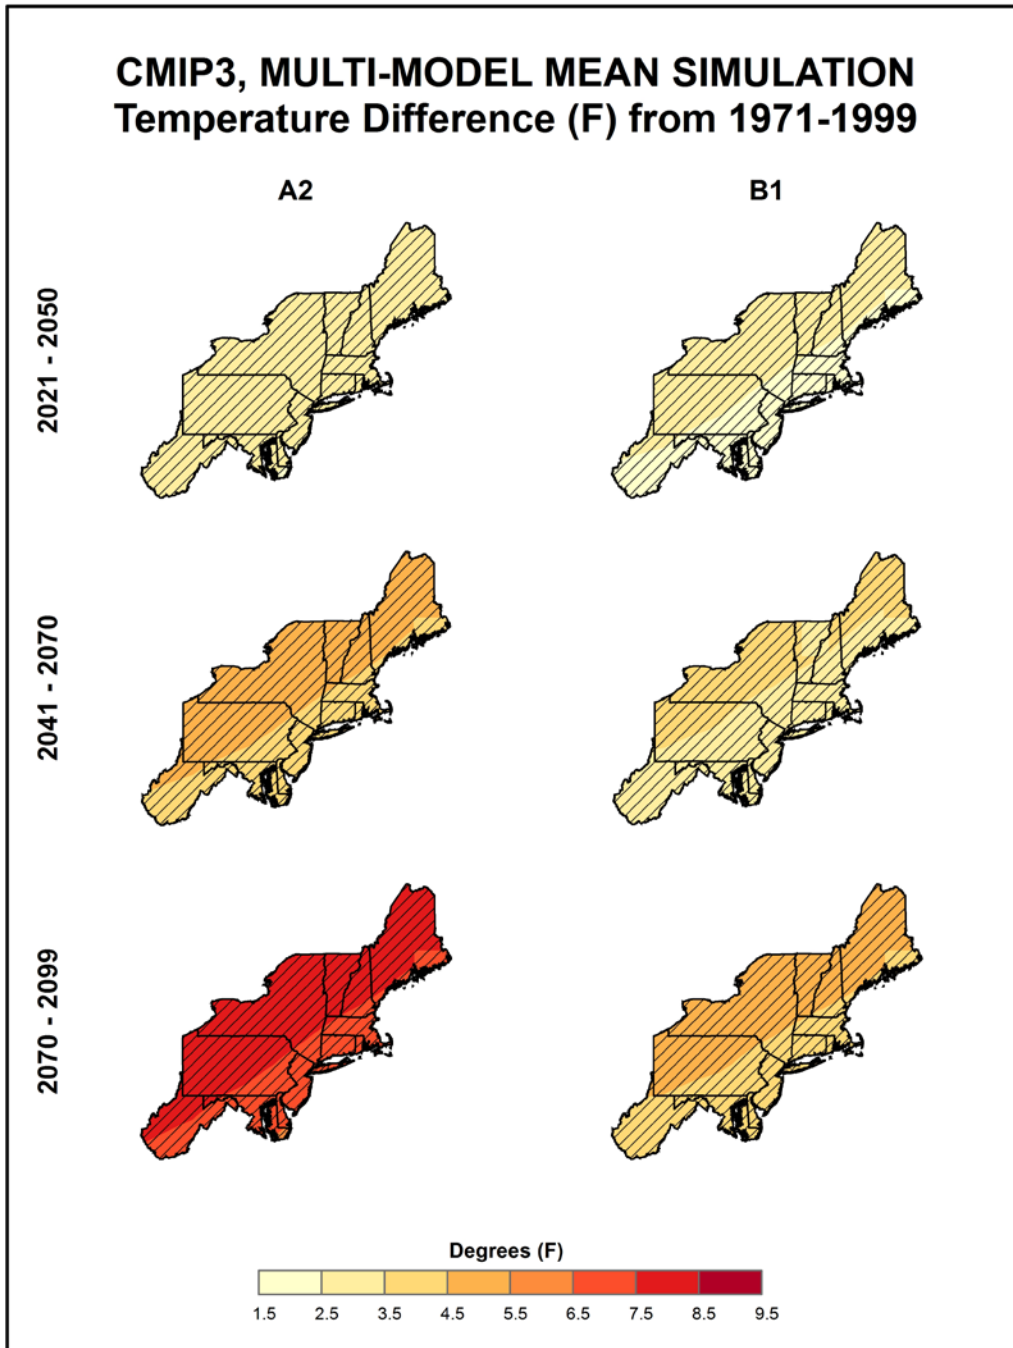 CMIP3, MULTI-MODEL MEAN SIMULATION
Temperature Difference (F) from 1971-1999
A2
B1
2021 - 2050
2041 - 2070
2070 - 2099
Degrees (F)
1.5 2.5 3.5 4.5 5.5 6.5 7.5 8.5 9.5